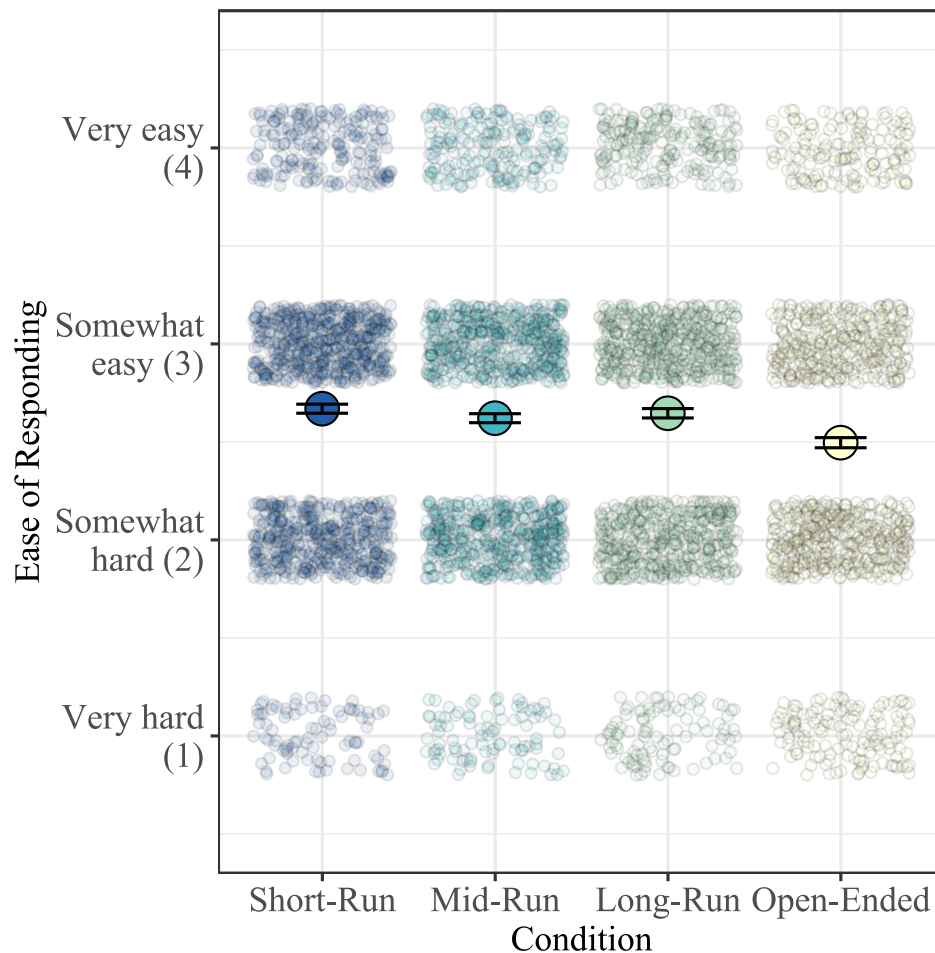 Very easy
(4)
Somewhat
easy (3)
Somewhat
hard (2)
Very hard
(1)
Ease of Responding
Short-Run Mid-Run Long-Run Open-Ended
Condition